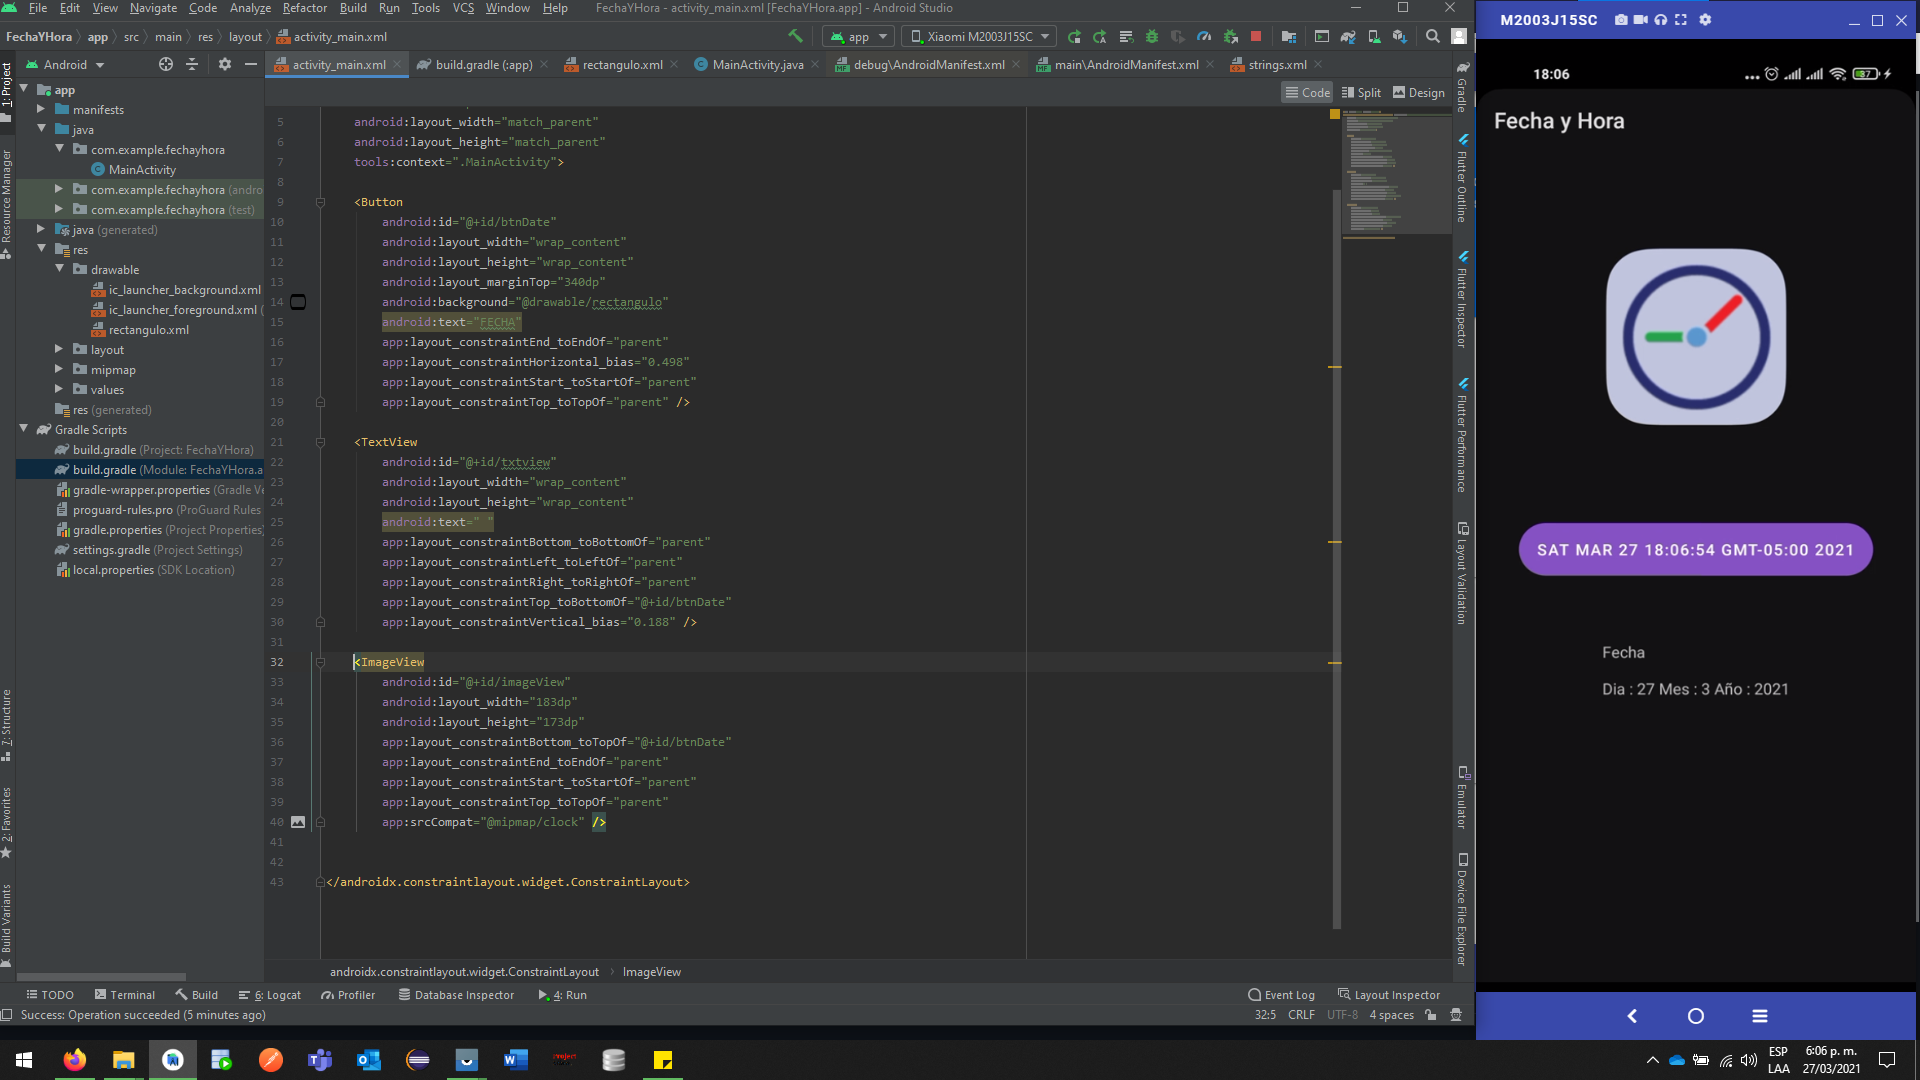 File Edit View Navigate Code Analyze Refactor Build Run Tools VCS Window Help FechaYHora - activity_main.xml [FechaYHora.app] - Android Studio
FechaYHora app src main res layout activity_main.xml app Xiaomi M2003J15SC
Android activity_main.xml build.gradle (:app) rectangulo.xml MainActivity.java debug\AndroidManifest.xml main\AndroidManifest.xml strings.xml
Code Split Design
1: Project
Resource Manager
7: Structure
2: Favorites
Build Variants
app
manifests
java
com.example.fechayhora
MainActivity
com.example.fechayhora (andro
com.example.fechayhora (test)
java (generated)
res
drawable
ic_launcher_background.xml
ic_launcher_foreground.xml (
rectangulo.xml
layout
mipmap
values
res (generated)
Gradle Scripts
build.gradle (Project: FechaYHora)
build.gradle (Module: FechaYHora.a
gradle-wrapper.properties (Gradle Ve
proguard-rules.pro (ProGuard Rules
gradle.properties (Project Properties)
settings.gradle (Project Settings)
local.properties (SDK Location)
5 android:layout_width="match_parent"
6 android:layout_height="match_parent"
7 tools:context=".MainActivity">
8
9 <Button
10 android:id="@+id/btnDate"
11 android:layout_width="wrap_content"
12 android:layout_height="wrap_content"
13 android:layout_marginTop="340dp"
14 android:background="@drawable/rectangulo"
15 android:text="FECHA"
16 app:layout_constraintEnd_toEndOf="parent"
17 app:layout_constraintHorizontal_bias="0.498"
18 app:layout_constraintStart_toStartOf="parent"
19 app:layout_constraintTop_toTopOf="parent" />
20
21 <TextView
22 android:id="@+id/txtview"
23 android:layout_width="wrap_content"
24 android:layout_height="wrap_content"
25 android:text=" "
26 app:layout_constraintBottom_toBottomOf="parent"
27 app:layout_constraintLeft_toLeftOf="parent"
28 app:layout_constraintRight_toRightOf="parent"
29 app:layout_constraintTop_toBottomOf="@+id/btnDate"
30 app:layout_constraintVertical_bias="0.188" />
31
32 <ImageView
33 android:id="@+id/imageView"
34 android:layout_width="183dp"
35 android:layout_height="173dp"
36 app:layout_constraintBottom_toTopOf="@+id/btnDate"
37 app:layout_constraintEnd_toEndOf="parent"
38 app:layout_constraintStart_toStartOf="parent"
39 app:layout_constraintTop_toTopOf="parent"
40 app:srcCompat="@mipmap/clock" />
41
42
43 </androidx.constraintlayout.widget.ConstraintLayout>
androidx.constraintlayout.widget.ConstraintLayout ImageView
Gradle
Flutter Outline
Flutter Inspector
Flutter Performance
Layout Validation
Emulator
Device File Explorer
TODO Terminal Build 6: Logcat Profiler Database Inspector 4: Run Event Log Layout Inspector
Success: Operation succeeded (5 minutes ago) 32:5 CRLF UTF-8 4 spaces
M2003J15SC
18:06 87
Fecha y Hora
SAT MAR 27 18:06:54 GMT-05:00 2021
Fecha
Dia : 27 Mes : 3 Año : 2021
ESP
LAA
6:06 p. m.
27/03/2021